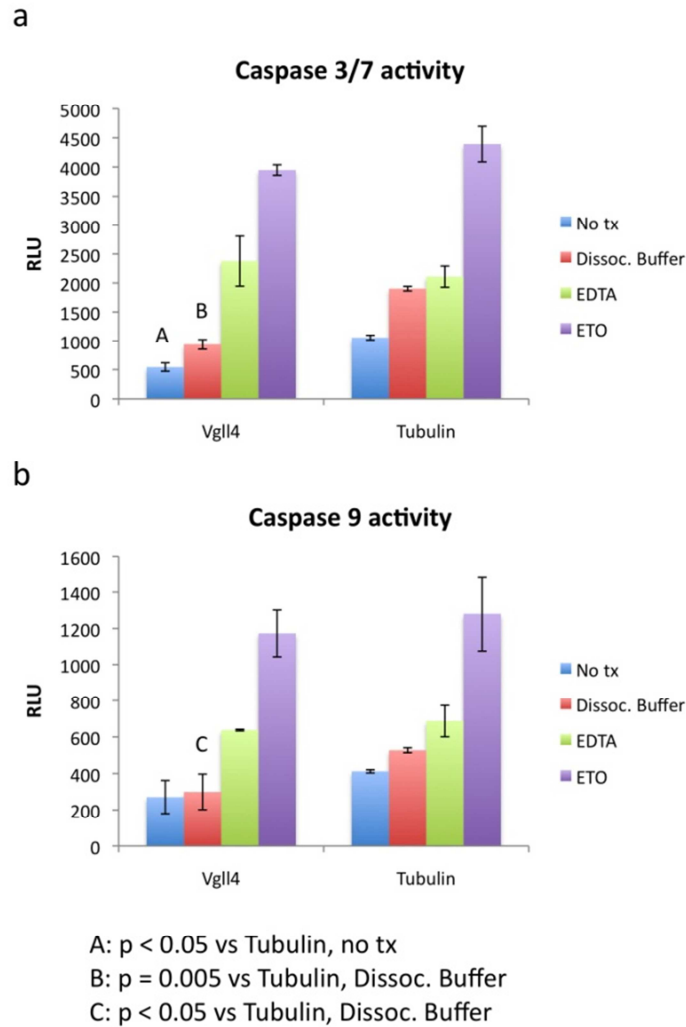 a
Caspase 3/7 activity
5000
4500
4000
3500
3000
2500
2000
1500
1000
500
0
RLU
A
B
Vgll4
Tubulin
No tx
Dissoc. Buffer
EDTA
ETO
b
Caspase 9 activity
1600
1400
1200
1000
800
600
400
200
0
RLU
C
Vgll4
Tubulin
No tx
Dissoc. Buffer
EDTA
ETO
A: p < 0.05 vs Tubulin, no tx
B: p = 0.005 vs Tubulin, Dissoc. Buffer
C: p < 0.05 vs Tubulin, Dissoc. Buffer